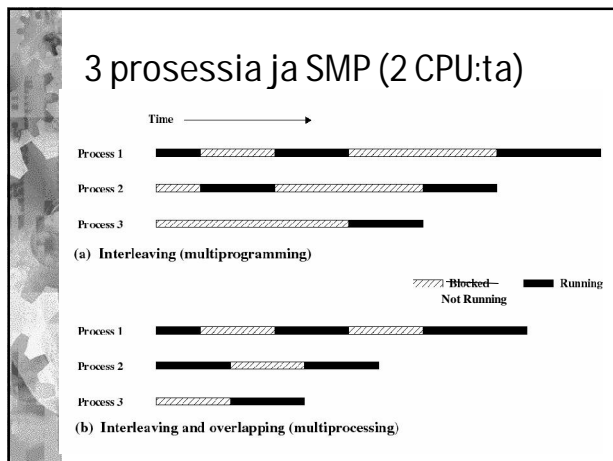 3 prosessia ja SMP (2 CPU:ta)
Time
Process 1
Process 2
Process 3
(a) Interleaving (multiprogramming)
Blocked Running
Not Running
Process 1
Process 2
Process 3
(b) Interleaving and overlapping (multiprocessing)